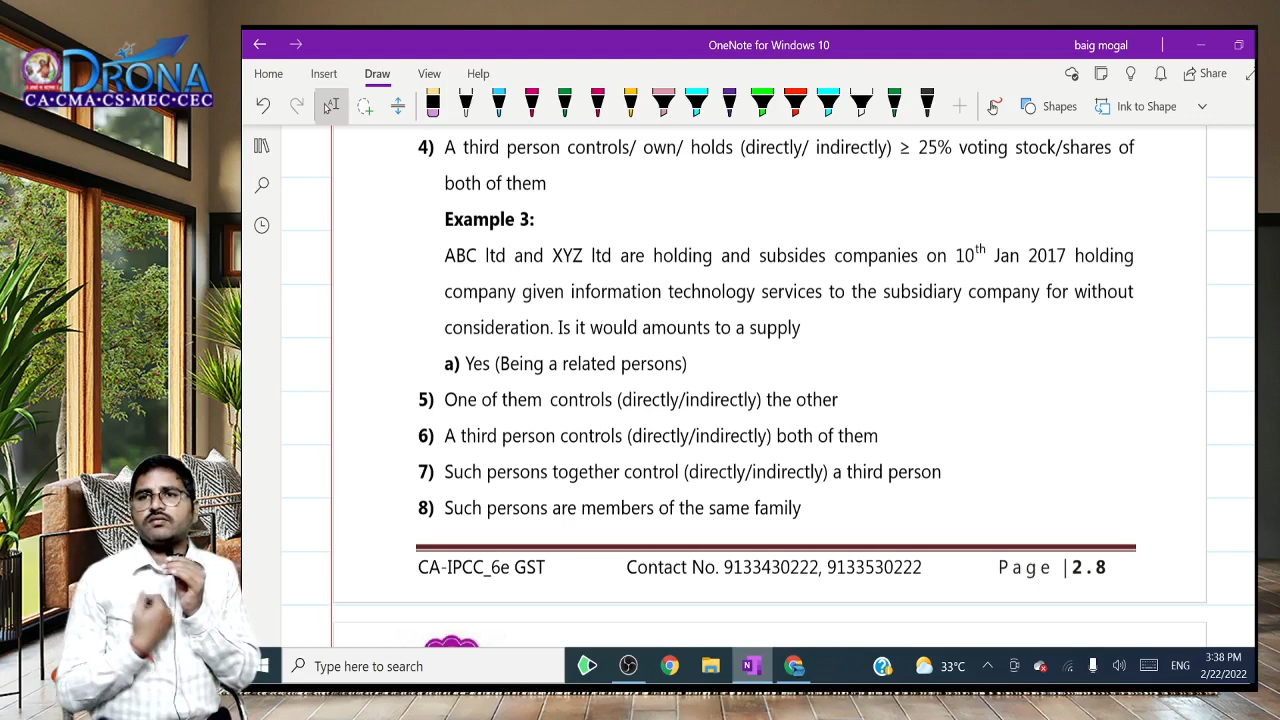 DRONA
CA•CMA•CS•MEC•CEC
OneNote for Windows 10
baig mogal
Home Insert Draw View Help
Share
Shapes
Ink to Shape
4) A third person controls/ own/ holds (directly/ indirectly) ≥ 25% voting stock/shares of
both of them
Example 3:
ABC ltd and XYZ ltd are holding and subsides companies on 10th Jan 2017 holding
company given information technology services to the subsidiary company for without
consideration. Is it would amounts to a supply
a) Yes (Being a related persons)
5) One of them controls (directly/indirectly) the other
6) A third person controls (directly/indirectly) both of them
7) Such persons together control (directly/indirectly) a third person
8) Such persons are members of the same family
CA-IPCC_6e GST Contact No. 9133430222, 9133530222 Page |2.8
Type here to search
33°C
ENG
3:38 PM
2/22/2022